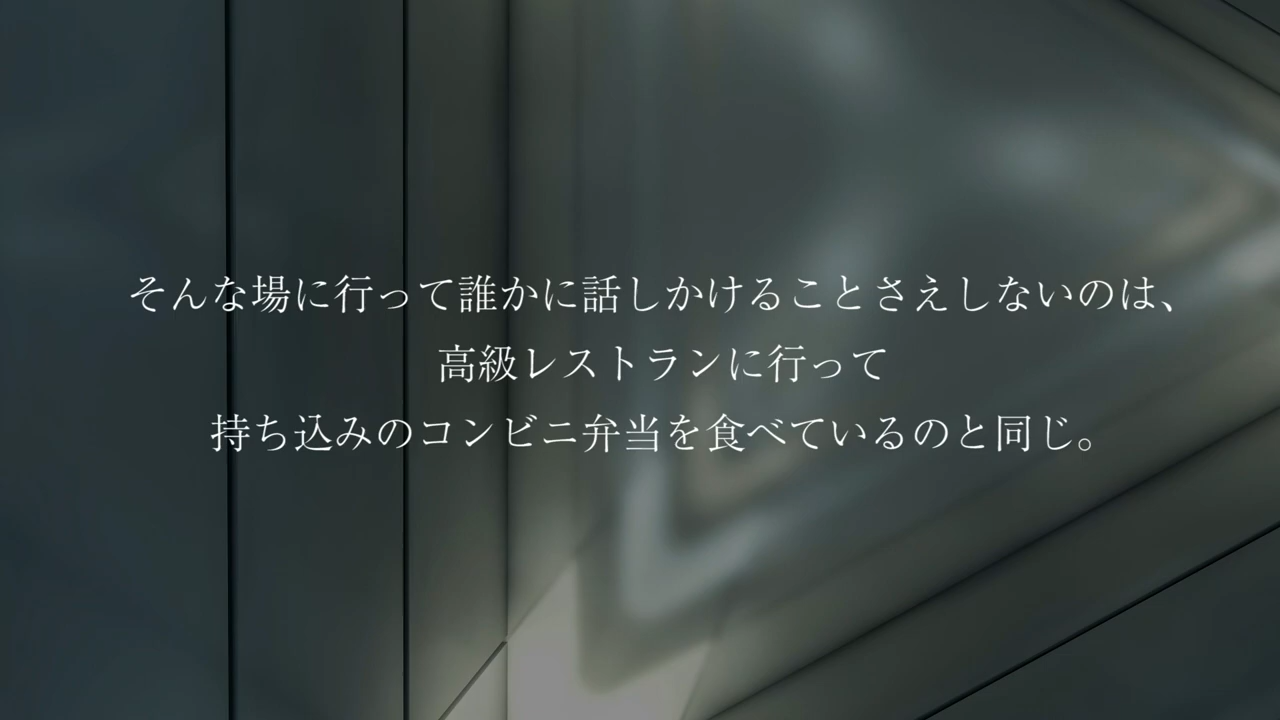 そんな場に行って誰かに話しかけることさえしないのは、
高級レストランに行って
持ち込みのコンビニ弁当を食べているのと同じ。